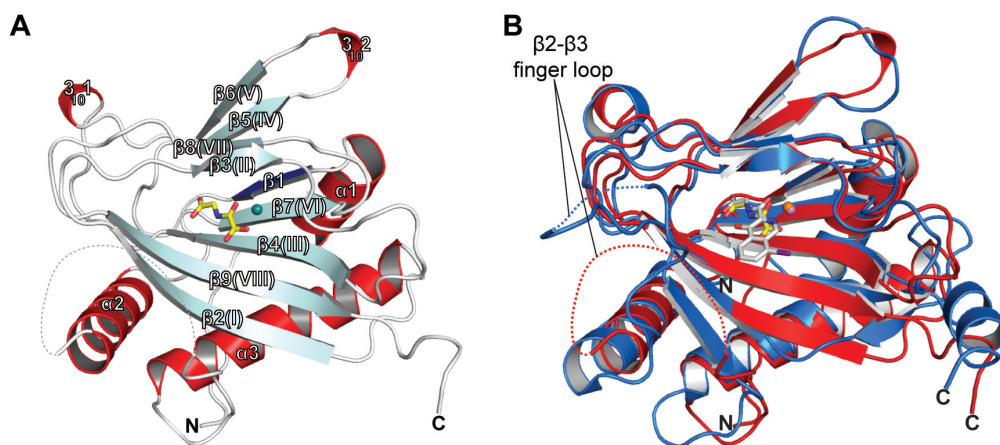 A
3₁₀1
3₁₀2
β6(V)
β5(IV)
β8(VII)
β3(II)
β1
α1
β7(VI)
β4(III)
β9(VIII)
α2
β2(I)
α3
N
C
B
β2-β3
finger loop
N
N
C
C